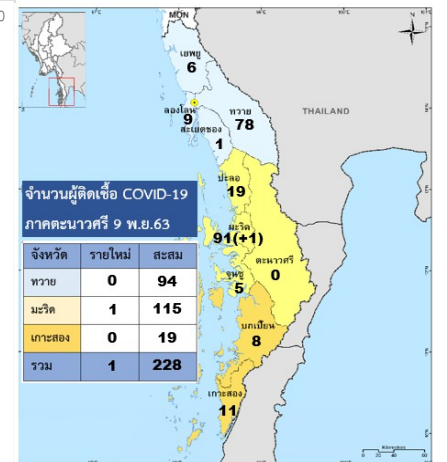 MON
N
เยพยู
6
ลองโลน
9
ทวาย
78
THAILAND
สะเยตชอง
1
ปะลอ
19
จำนวนผู้ติดเชื้อ COVID-19
ภาคตะนาวศรี 9 พ.ย.63
มะริด
91(+1)
ตะนาวศรี
0
จูนซู
5
จังหวัด รายใหม่ สะสม
ทวาย 0 94
มะริด 1 115
เกาะสอง 0 19
รวม 1 228
บกเปี้ยน
8
เกาะสอง
11
Kilometers